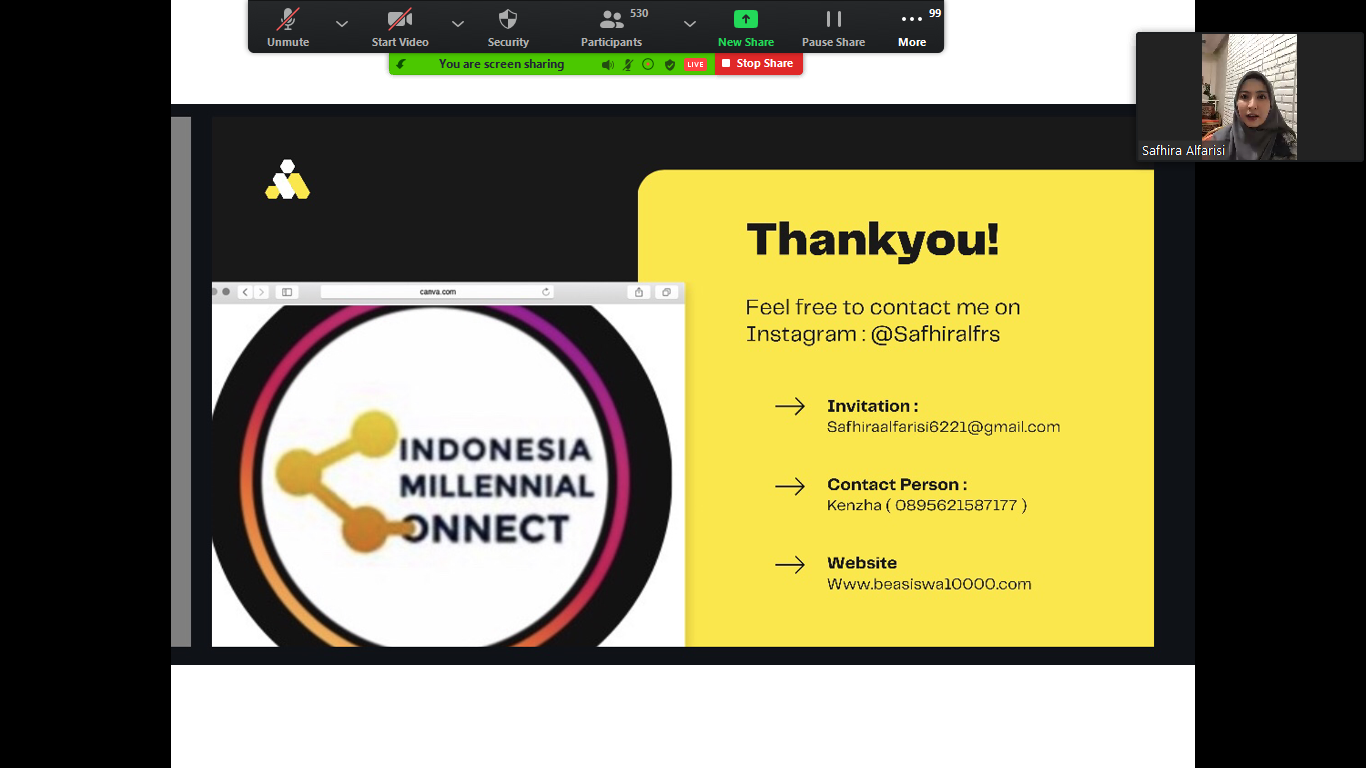 530
99
Unmute
Start Video
Security
Participants
New Share
Pause Share
More
You are screen sharing
LIVE
Stop Share
Safhira Alfarisi
Thankyou!
Feel free to contact me on
Instagram : @Safhiralfrs
canva.com
INDONESIA
MILLENNIAL
ONNECT
Invitation :
Safhiraalfarisi6221@gmail.com
Contact Person :
Kenzha ( 0895621587177 )
Website
Www.beasiswa10000.com